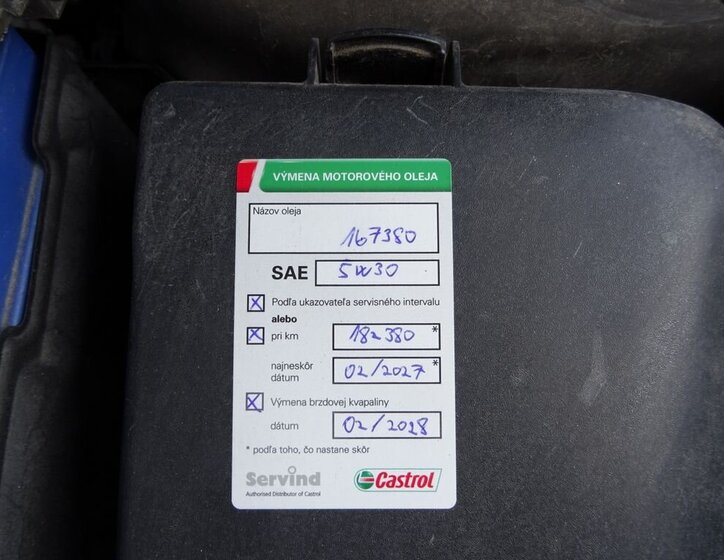 VÝMENA MOTOROVÉHO OLEJA
Názov oleja
167380
SAE 5W30
X Podľa ukazovateľa servisného intervalu
alebo
X pri km 182380 *
najneskôr
dátum 02/2027 *
X Výmena brzdovej kvapaliny
dátum 02/2028
* podľa toho, čo nastane skôr
Servind Castrol
Authorised Distributor of Castrol